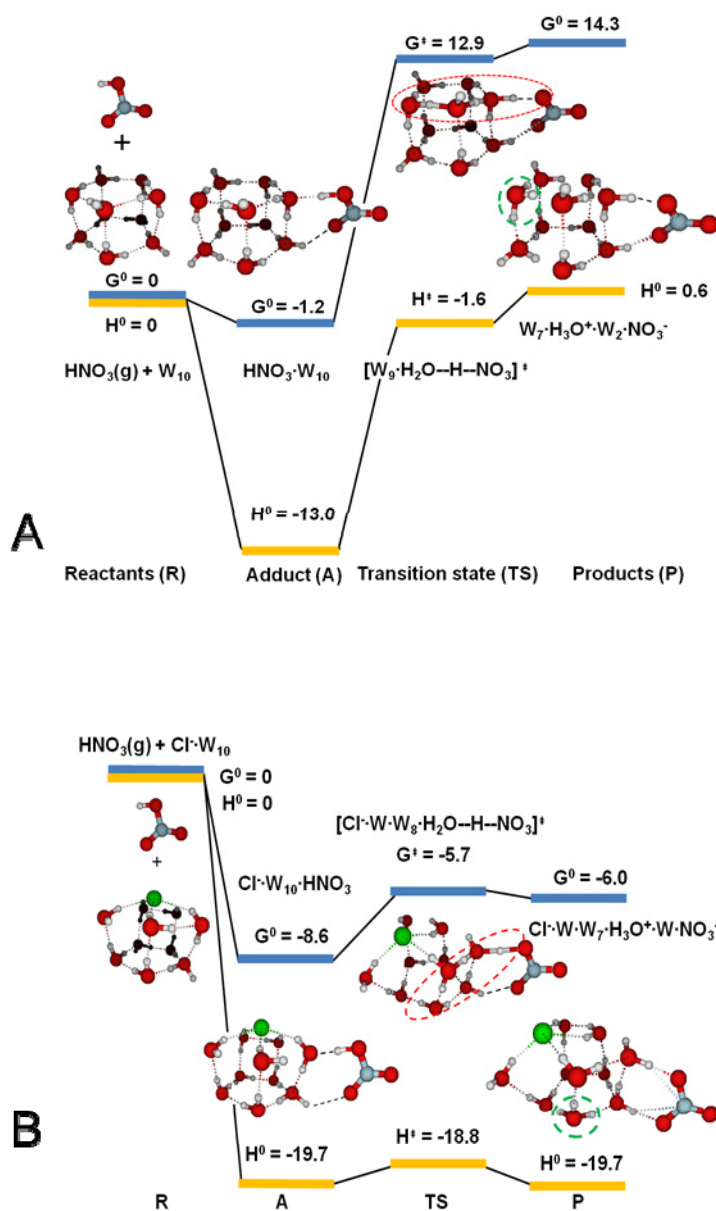 G‡ = 12.9
G⁰ = 14.3
+
G⁰ = 0
H⁰ = 0
G⁰ = -1.2
H‡ = -1.6
H⁰ = 0.6
HNO₃(g) + W₁₀
HNO₃·W₁₀
[W₉·H₂O--H--NO₃]‡
W₇·H₃O⁺·W₂·NO₃⁻
H⁰ = -13.0
A
Reactants (R)
Adduct (A)
Transition state (TS)
Products (P)
HNO₃(g) + Cl⁻·W₁₀
G⁰ = 0
H⁰ = 0
+
[Cl⁻·W·W₈·H₂O--H--NO₃]‡
G‡ = -5.7
Cl⁻·W₁₀·HNO₃
G⁰ = -6.0
G⁰ = -8.6
Cl⁻·W·W₇·H₃O⁺·W·NO₃⁻
B
H⁰ = -19.7
H‡ = -18.8
H⁰ = -19.7
R
A
TS
P